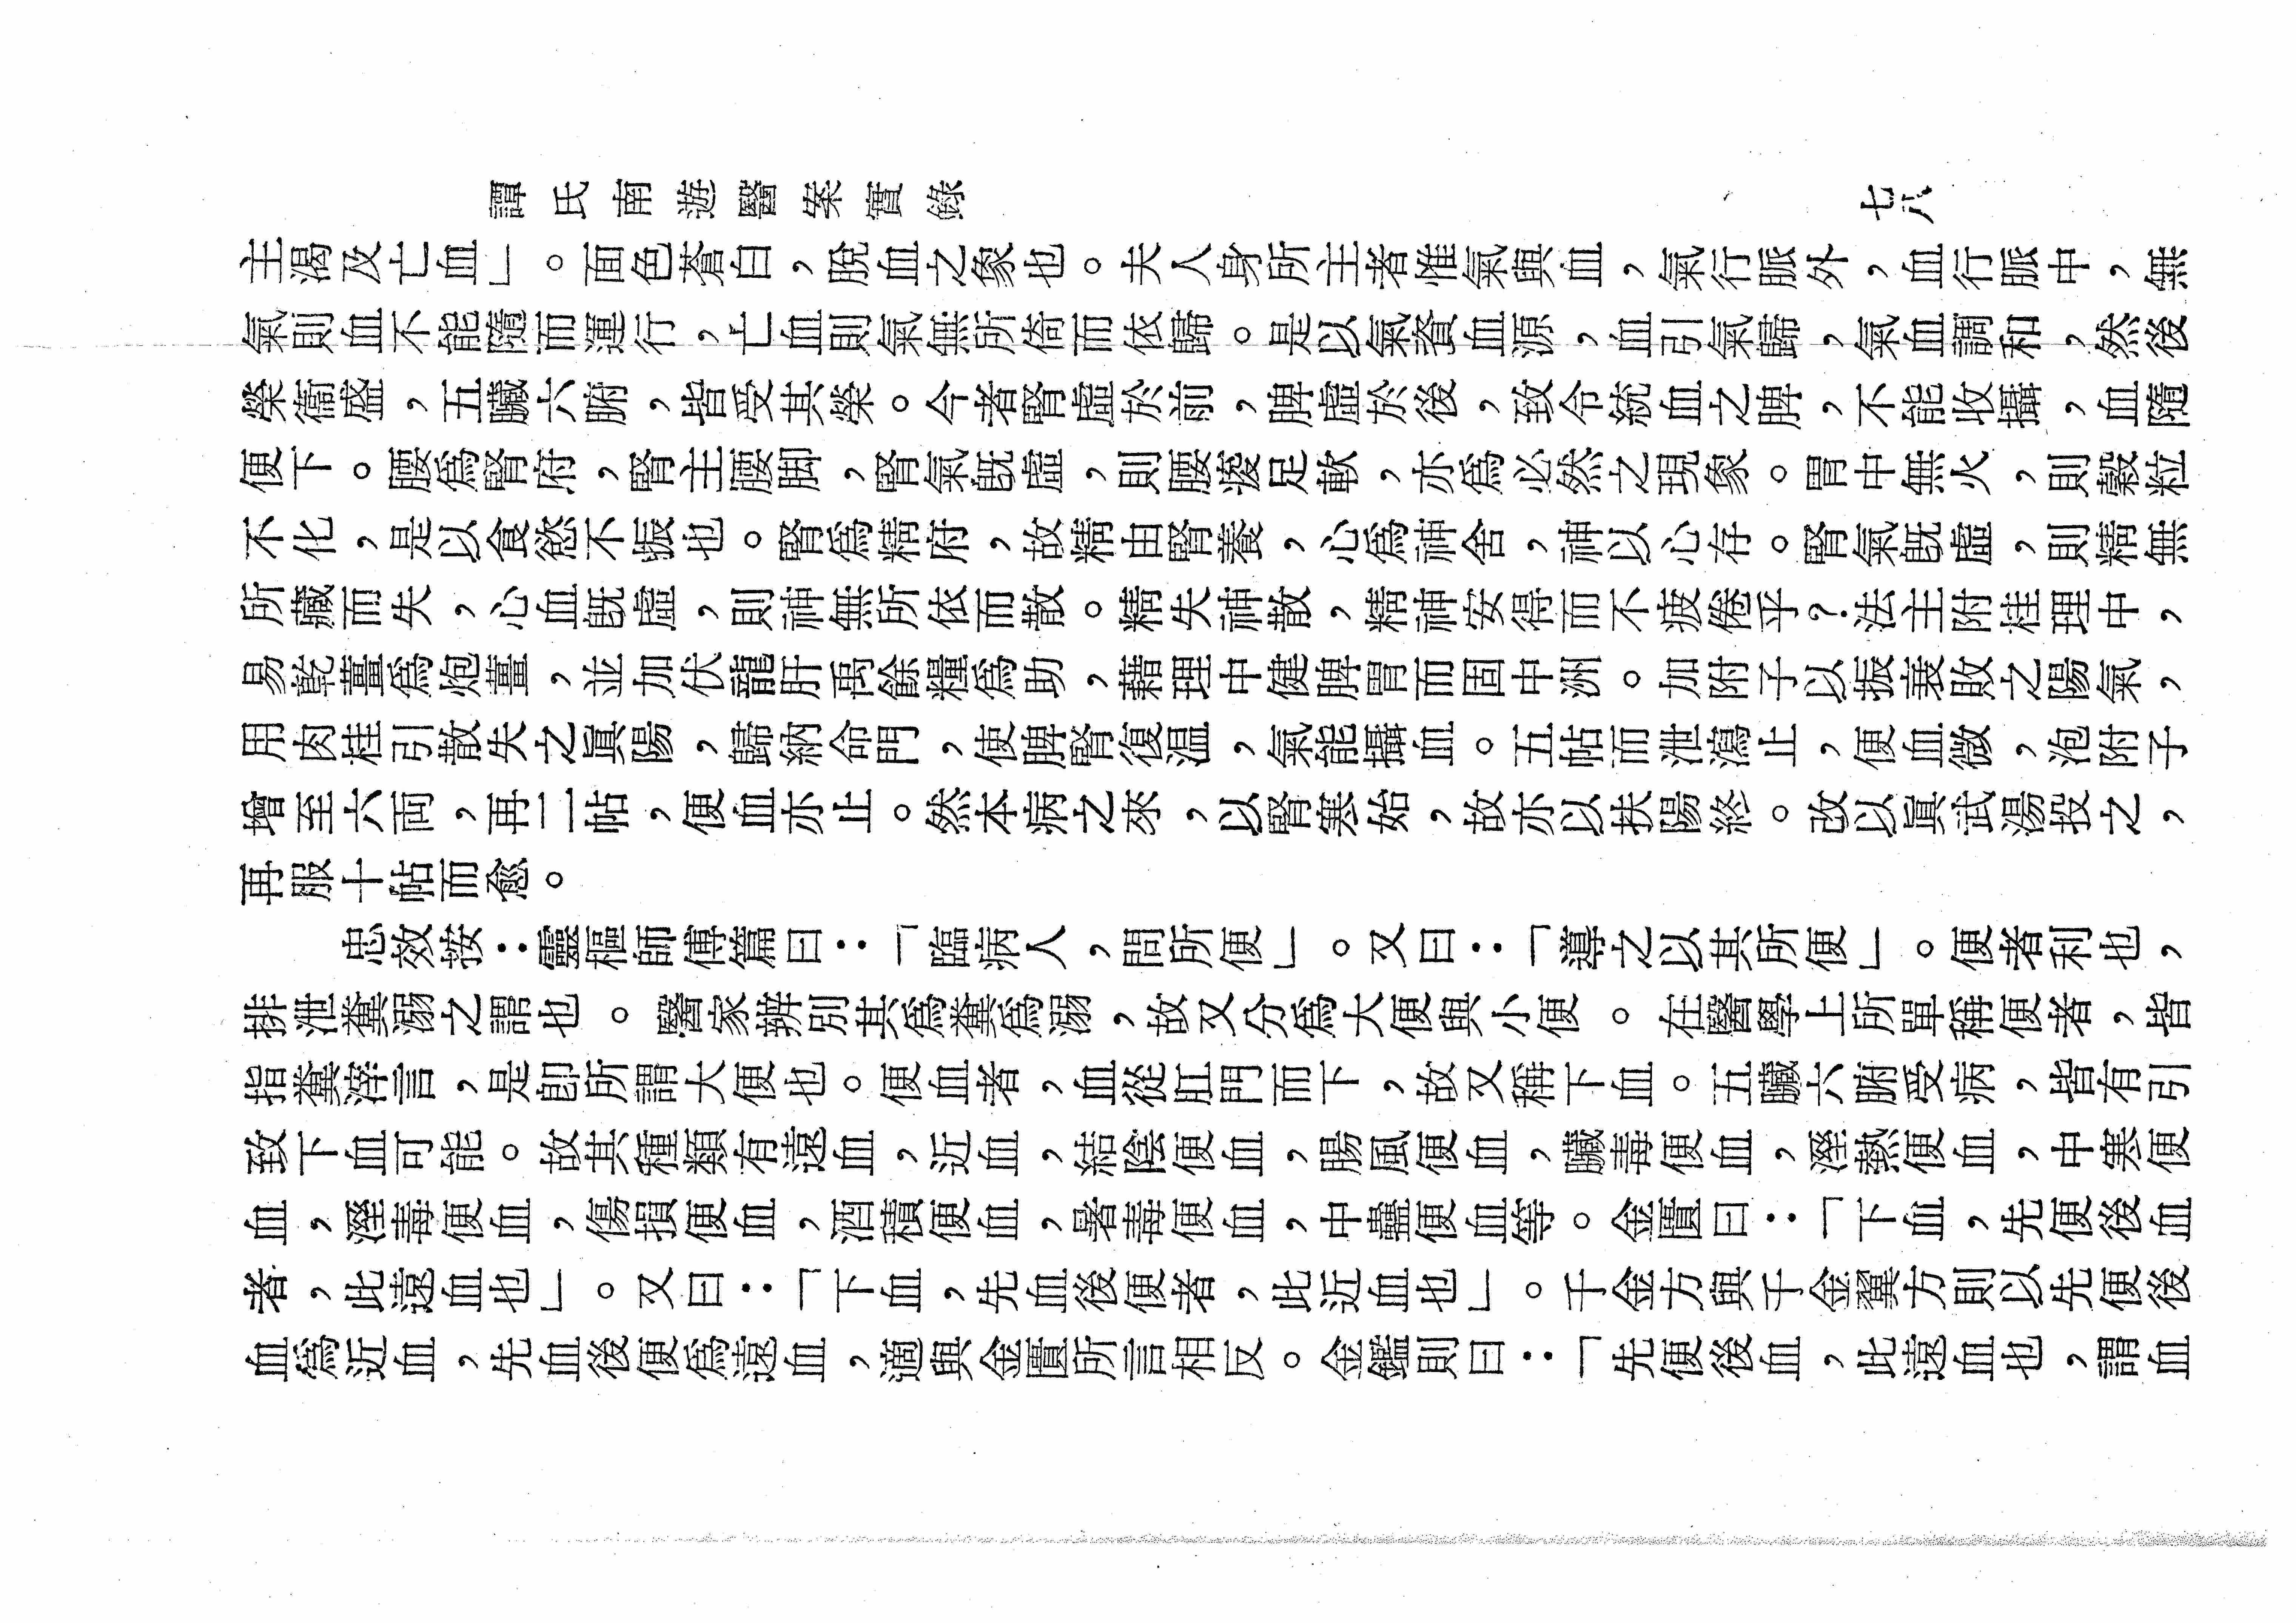 譚氏南遊醫案實錄
七八
主渴及亡血」。面色蒼白，脫血之象也。夫人身所主者惟氣與血，氣行脈外，血行脈中，無
氣則血不能隨而運行，亡血則氣無所倚而依歸。是以氣資血源，血引氣歸，氣血調和，然後
榮衞盛，五臟六腑，皆受其榮。今者腎虛於前，脾虛於後，致令統血之脾，不能收攝，血隨
便下。腰爲腎府，腎主腰脚，腎氣旣虛，則腰痠足軟，亦爲必然之現象。胃中無火，則穀粒
不化，是以食慾不振也。腎爲精府，故精由腎養，心爲神舍，神以心存。腎氣旣虛，則精無
所藏而失，心血旣虛，則神無所依而散。精失神散，精神安得而不疲倦乎？法主附桂理中，
易乾薑爲炮薑，並加伏龍肝禹餘糧爲助，藉理中健脾胃而固中洲。加附子以振衰敗之陽氣，
用肉桂引散失之眞陽，歸納命門，使脾腎復溫，氣能攝血。五帖而泄瀉止，便血微，泡附子
增至六両，再二帖，便血亦止。然本病之來，以腎寒始，故亦以扶陽終。改以眞武湯投之，
再服十帖而愈。
忠效按：靈樞師傅篇曰：「臨病人，問所便」。又曰：「導之以其所便」。便者利也，
排泄糞溺之謂也。醫家辨別其爲糞爲溺，故又分爲大便與小便。在醫學上所單稱便者，皆
指糞滓言，是卽所謂大便也。便血者，血從肛門而下，故又稱下血。五臟六腑受病，皆有引
致下血可能。故其種類有遠血，近血，結陰便血，腸風便血，臟毒便血，溼熱便血，中寒便
血，溼毒便血，傷損便血，酒積便血，暑毒便血，中蠱便血等。金匱曰：「下血，先便後血
者，此遠血也」。又曰：「下血，先血後便者，此近血也」。千金方與千金翼方則以先便後
血爲近血，先血後便爲遠血，適與金匱所言相反。金鑑則曰：「先便後血，此遠血也，謂血